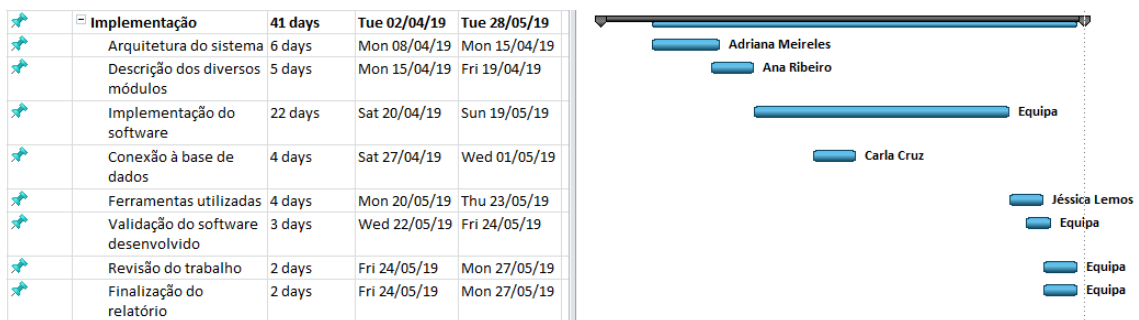 Implementação 41 days Tue 02/04/19 Tue 28/05/19
Arquitetura do sistema 6 days Mon 08/04/19 Mon 15/04/19 Adriana Meireles
Descrição dos diversos 5 days Mon 15/04/19 Fri 19/04/19 Ana Ribeiro
módulos
Implementação do 22 days Sat 20/04/19 Sun 19/05/19 Equipa
software
Conexão à base de 4 days Sat 27/04/19 Wed 01/05/19 Carla Cruz
dados
Ferramentas utilizadas 4 days Mon 20/05/19 Thu 23/05/19 Jéssica Lemos
Validação do software 3 days Wed 22/05/19 Fri 24/05/19 Equipa
desenvolvido
Revisão do trabalho 2 days Fri 24/05/19 Mon 27/05/19 Equipa
Finalização do 2 days Fri 24/05/19 Mon 27/05/19 Equipa
relatório